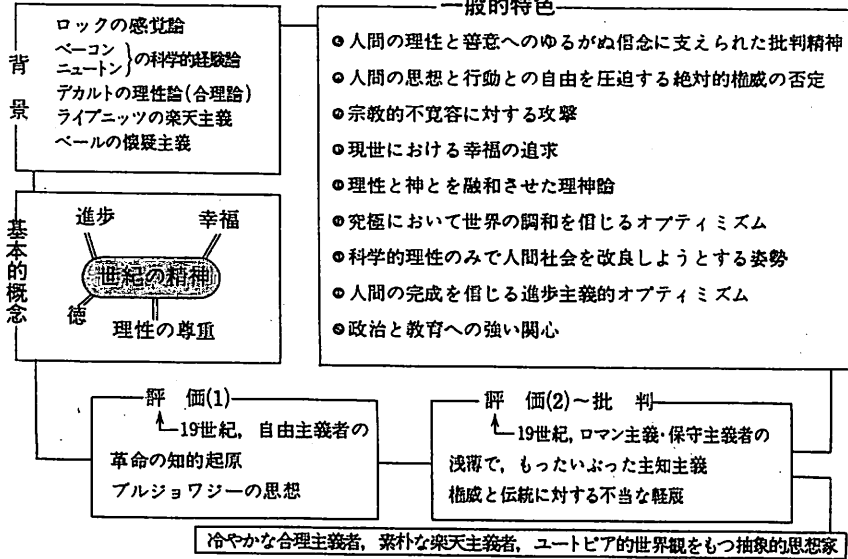 背景
ロックの感覚論
ベーコン
ニュートン}の科学的経験論
デカルトの理性論(合理論)
ライプニッツの楽天主義
ベールの懐疑主義
基本的概念
進歩
幸福
世紀の精神
徳
理性の尊重
一般的特色
人間の理性と善意へのゆるがぬ信念に支えられた批判精神
人間の思想と行動との自由を圧迫する絶対的権威の否定
宗教的不寛容に対する攻撃
現世における幸福の追求
理性と神とを融和させた理神論
究極において世界の調和を信じるオプティミズム
科学的理性のみで人間社会を改良しようとする姿勢
人間の完成を信じる進歩主義的オプティミズム
政治と教育への強い関心
評 価(1)
19世紀, 自由主義者の
革命の知的起原
ブルジョワジーの思想
評 価(2)~批 判
19世紀, ロマン主義・保守主義者の
浅薄で, もったいぶった主知主義
権威と伝統に対する不当な軽蔑
冷やかな合理主義者, 素朴な楽天主義者, ユートピア的世界観をもつ抽象的思想家